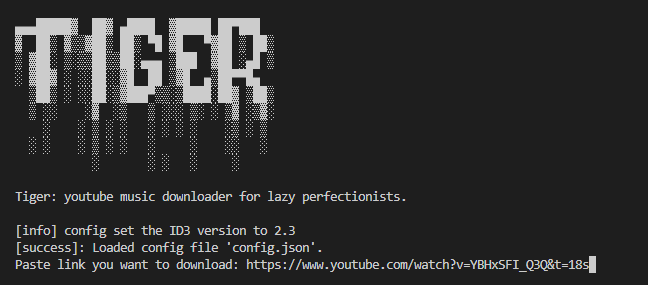 TIGER
Tiger: youtube music downloader for lazy perfectionists.
[info] config set the ID3 version to 2.3
[success]: Loaded config file 'config.json'.
Paste link you want to download: https://www.youtube.com/watch?v=YBHxSFI_Q3Q&t=18s